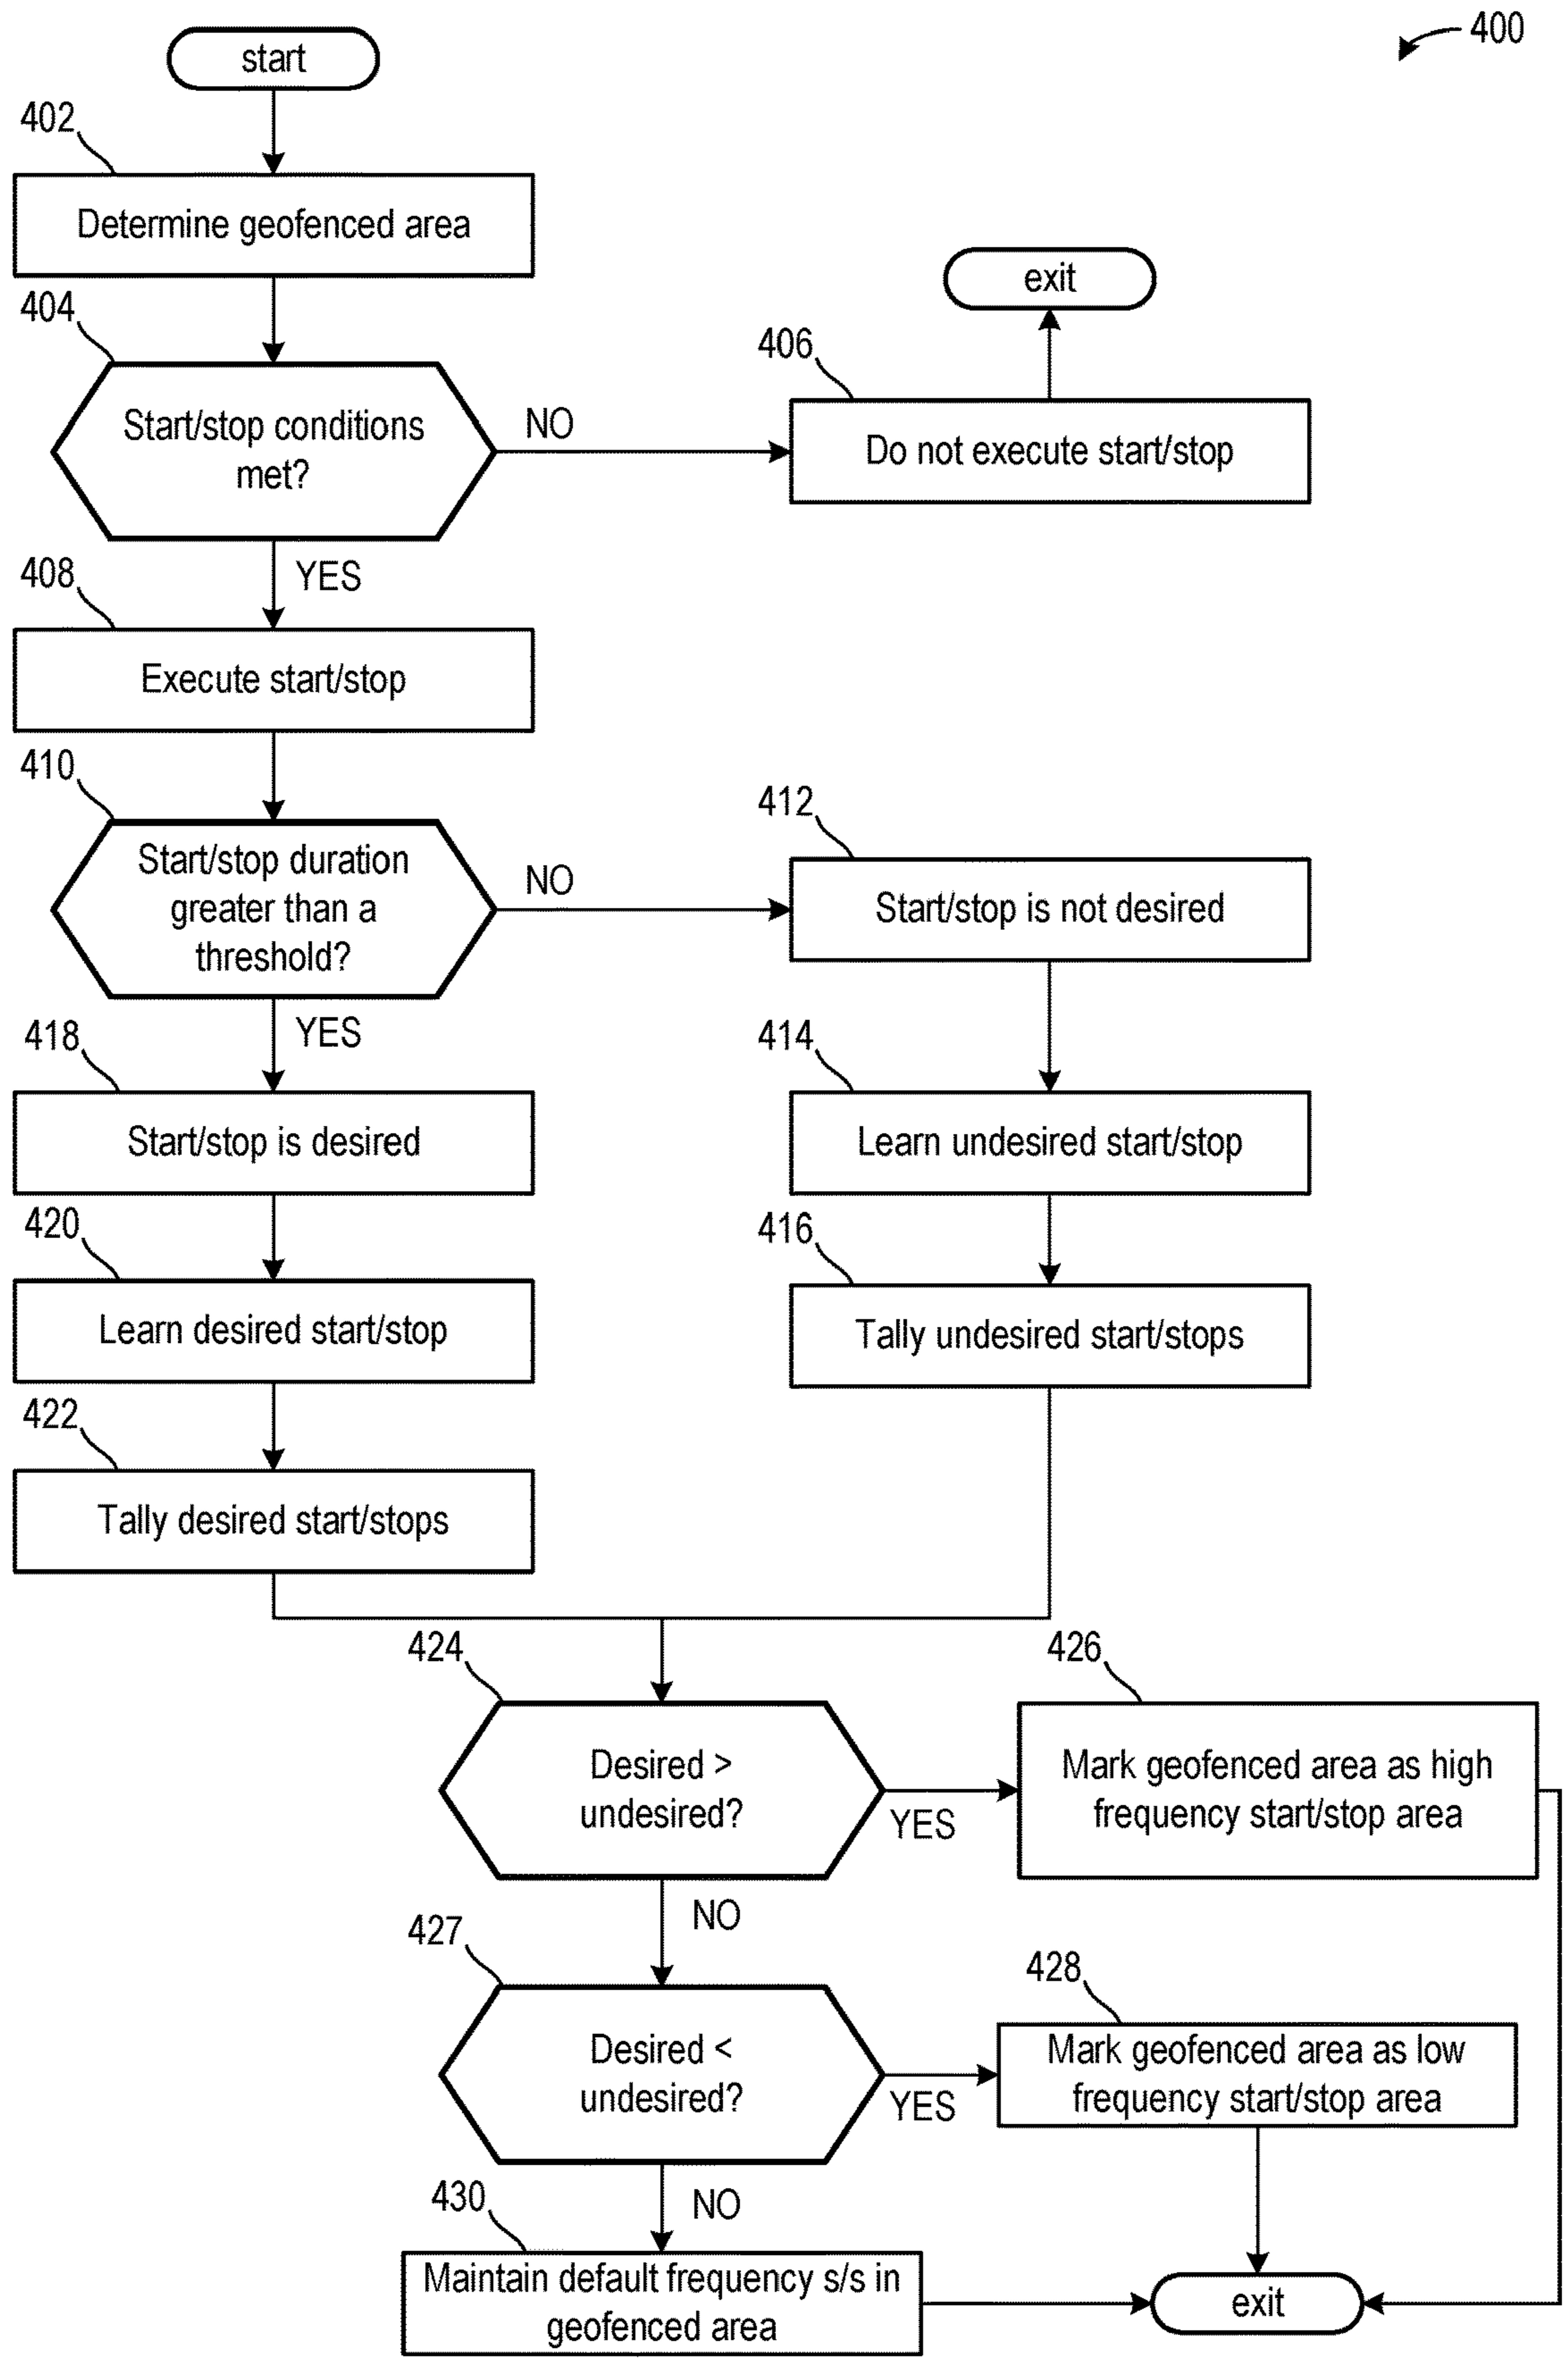 400
start
402
Determine geofenced area
exit
404
Start/stop conditions
met?
NO
406
Do not execute start/stop
YES
408
Execute start/stop
410
Start/stop duration
greater than a
threshold?
NO
412
Start/stop is not desired
YES
418
Start/stop is desired
414
Learn undesired start/stop
420
Learn desired start/stop
416
Tally undesired start/stops
422
Tally desired start/stops
424
Desired >
undesired?
YES
426
Mark geofenced area as high
frequency start/stop area
NO
427
Desired <
undesired?
YES
428
Mark geofenced area as low
frequency start/stop area
NO
430
Maintain default frequency s/s in
geofenced area
exit